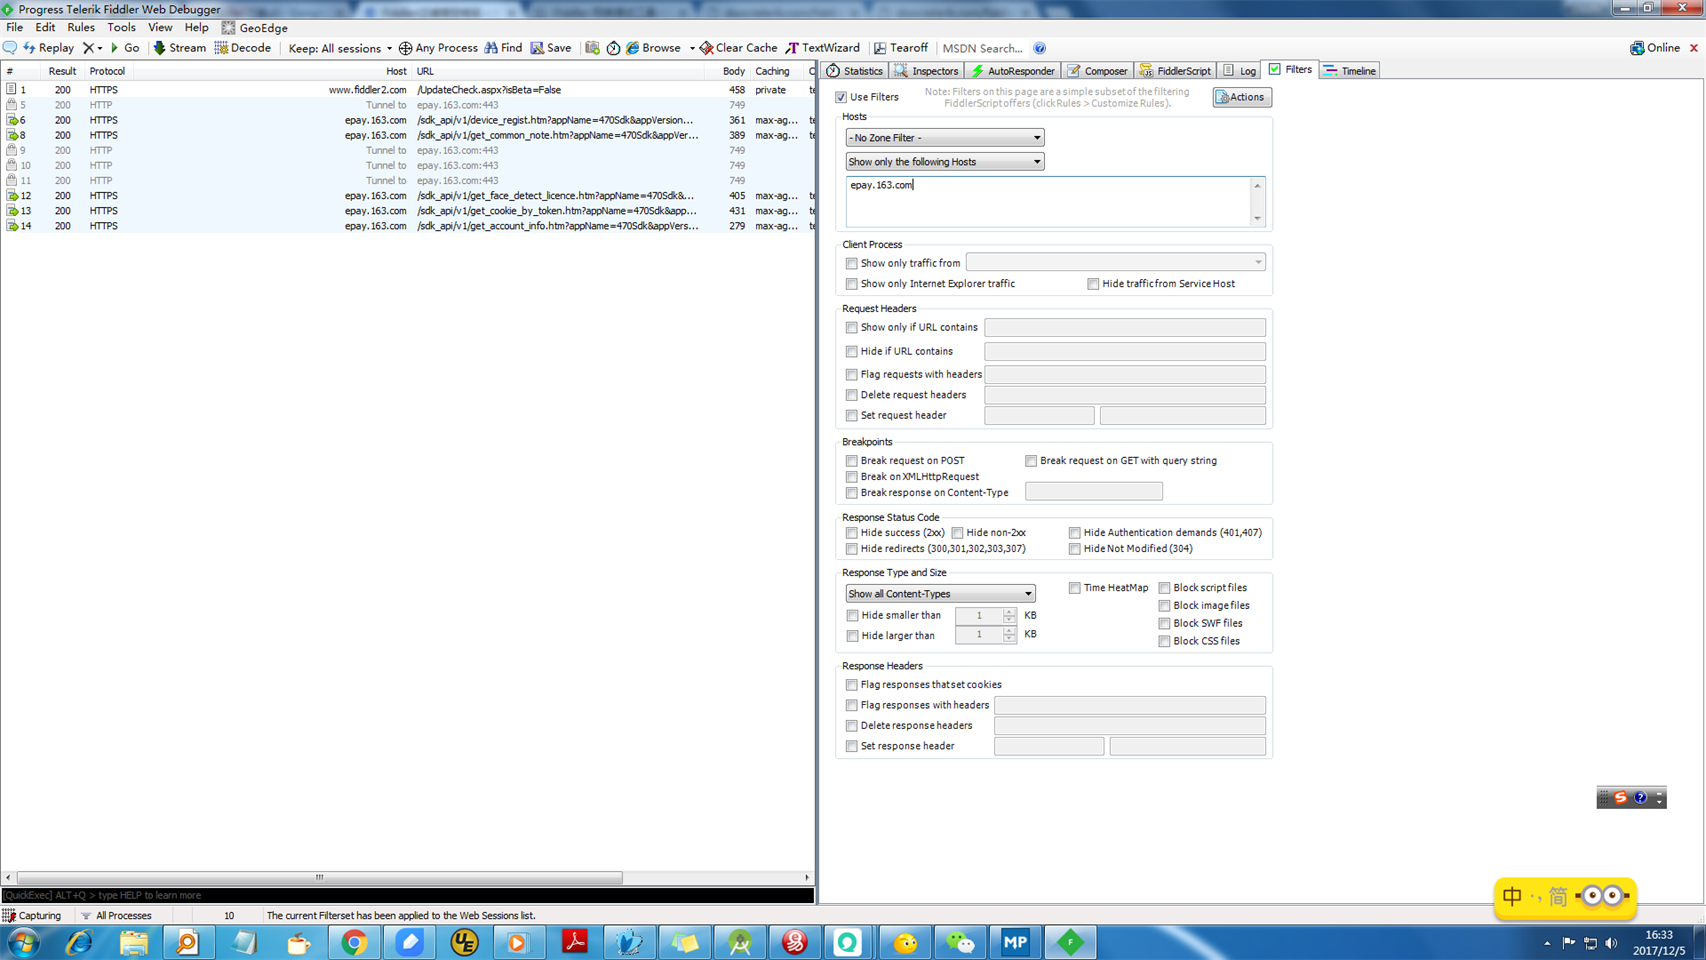 Progress Telerik Fiddler Web Debugger
File Edit Rules Tools View Help GeoEdge
Replay Go Stream Decode Keep: All sessions Any Process Find Save Browse Clear Cache TextWizard Tearoff MSDN Search... Online
# Result Protocol Host URL Body Caching
1 200 HTTPS www.fiddler2.com /UpdateCheck.aspx?isBeta=False 458 private
5 200 HTTP Tunnel to epay.163.com:443 749
6 200 HTTPS epay.163.com /sdk_api/v1/device_regist.htm?appName=470Sdk&appVersion... 361 max-ag...
8 200 HTTPS epay.163.com /sdk_api/v1/get_common_note.htm?appName=470Sdk&appVer... 389 max-ag...
9 200 HTTP Tunnel to epay.163.com:443 749
10 200 HTTP Tunnel to epay.163.com:443 749
11 200 HTTP Tunnel to epay.163.com:443 749
12 200 HTTPS epay.163.com /sdk_api/v1/get_face_detect_licence.htm?appName=470Sdk&... 405 max-ag...
13 200 HTTPS epay.163.com /sdk_api/v1/get_cookie_by_token.htm?appName=470Sdk&app... 431 max-ag...
14 200 HTTPS epay.163.com /sdk_api/v1/get_account_info.htm?appName=470Sdk&appVers... 279 max-ag...
[QuickExec] ALT+Q > type HELP to learn more
Capturing All Processes 10 The current Filterset has been applied to the Web Sessions list.
Statistics Inspectors AutoResponder Composer FiddlerScript Log Filters Timeline
Use Filters
Note: Filters on this page are a simple subset of the filtering
FiddlerScript offers (click Rules > Customize Rules).
Actions
Hosts
- No Zone Filter -
Show only the following Hosts
epay.163.com
Client Process
Show only traffic from
Show only Internet Explorer traffic Hide traffic from Service Host
Request Headers
Show only if URL contains
Hide if URL contains
Flag requests with headers
Delete request headers
Set request header
Breakpoints
Break request on POST Break request on GET with query string
Break on XMLHttpRequest
Break response on Content-Type
Response Status Code
Hide success (2xx) Hide non-2xx Hide Authentication demands (401,407)
Hide redirects (300,301,302,303,307) Hide Not Modified (304)
Response Type and Size
Show all Content-Types Time HeatMap Block script files
Block image files
Hide smaller than 1 KB
Block SWF files
Hide larger than 1 KB
Block CSS files
Response Headers
Flag responses that set cookies
Flag responses with headers
Delete response headers
Set response header
中 简
UE
MP
16:33
2017/12/5